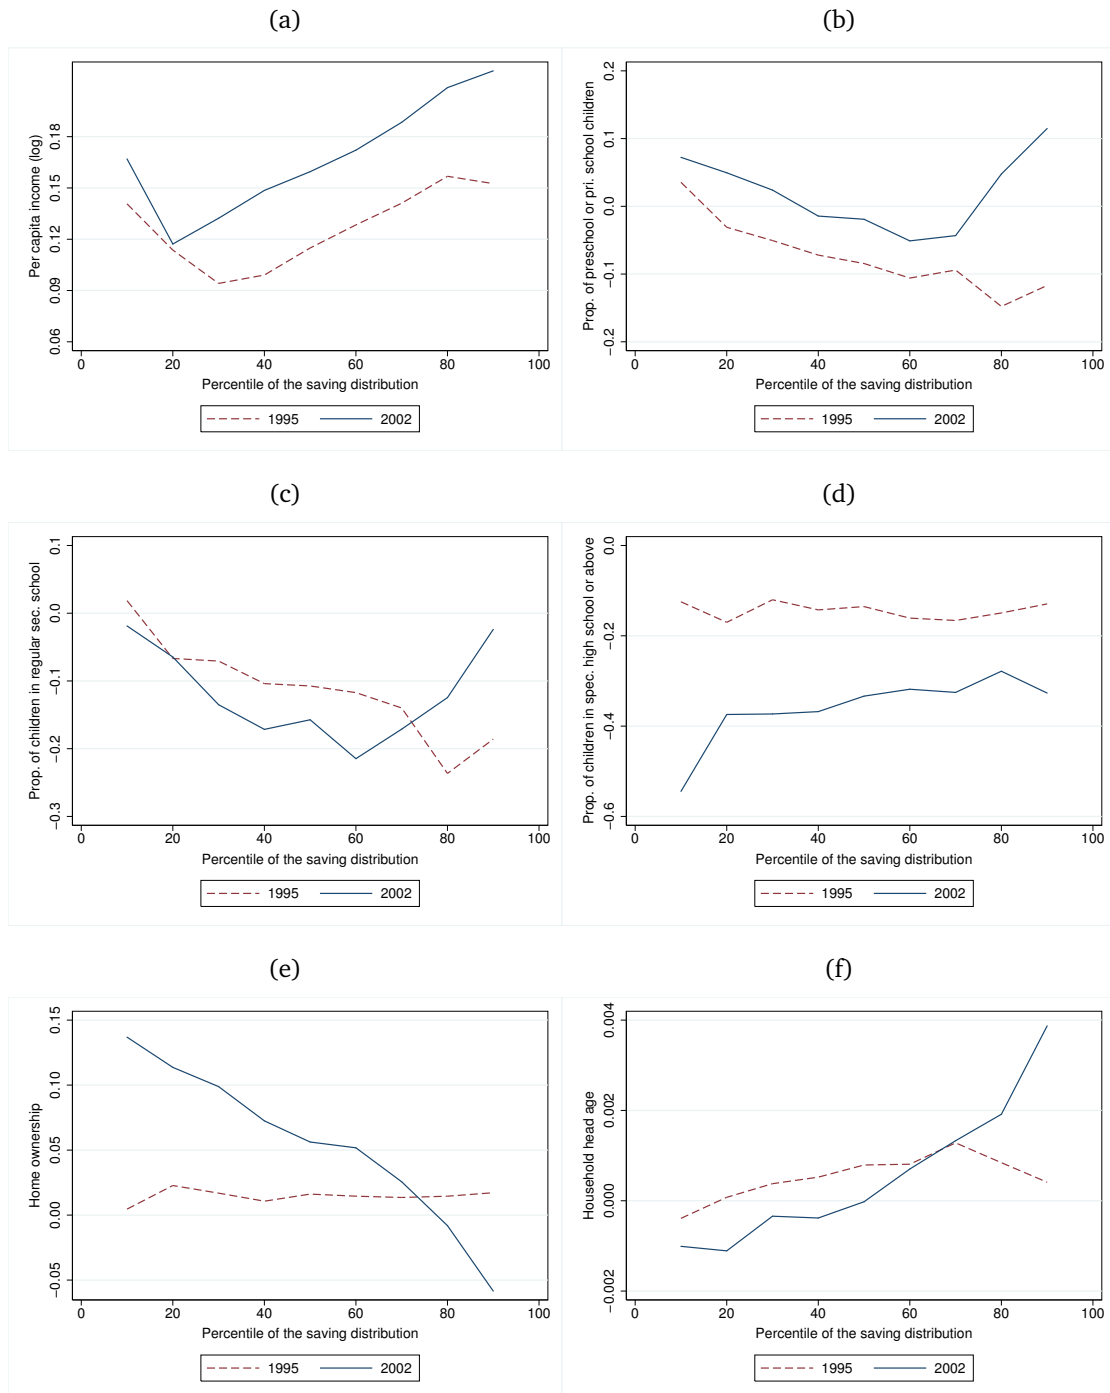 (a)
(b)
Per capita income (log)
0.06 0.09 0.12 0.15 0.18
0 20 40 60 80 100
Percentile of the saving distribution
1995 2002
Prop. of preschool or pri. school children
−0.2 −0.1 0.0 0.1 0.2
0 20 40 60 80 100
Percentile of the saving distribution
1995 2002
(c)
(d)
Prop. of children in regular sec. school
−0.3 −0.2 −0.1 0.0 0.1
0 20 40 60 80 100
Percentile of the saving distribution
1995 2002
Prop. of children in spec. high school or above
−0.6 −0.4 −0.2 0.0
0 20 40 60 80 100
Percentile of the saving distribution
1995 2002
(e)
(f)
Home ownership
−0.05 0.00 0.05 0.10 0.15
0 20 40 60 80 100
Percentile of the saving distribution
1995 2002
Household head age
−0.002 0.000 0.002 0.004
0 20 40 60 80 100
Percentile of the saving distribution
1995 2002